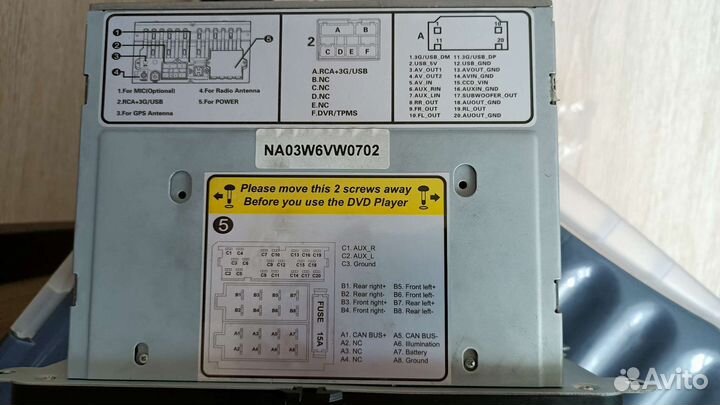 1
2
3
4
5
1.For MIC(Optional)
2.RCA+3G/USB
3.For GPS Antenna
4.For Radio Antenna
5.For POWER
2
A B
C D E F
A.RCA+3G/USB
B.NC
C.NC
D.NC
E.NC
F.DVR/TPMS
A
1 10
11 20
1.3G/USB_DM
2.USB_5V
3.AV_OUT1
4.AV_OUT2
5.AV_IN
6.AUX_RIN
7.AUX_LIN
8.RR_OUT
9.FR_OUT
10.FL_OUT
11.3G/USB_DP
12.USB_GND
13.AVOUT_GND
14.AVIN_GND
15.CCD_VIN
16.AUXIN_GND
17.SUBWOOFER_OUT
18.AUOUT_GND
19.RL_OUT
20.AUOUT_GND
NA03W6VW0702
Please move this 2 screws away
Before you use the DVD Player
5
C1 C4 C7 C10 C13 C16 C19
C3 C6 C9 C12 C15 C18
C2 C5 C8 C11 C14 C17 C20
C1. AUX_R
C2. AUX_L
C3. Ground
B1 B3 B5 B7
B2 B4 B6 B8
A1 A3 A5 A7
A2 A4 A6 A8
FUSE 15A
B1. Rear right+
B2. Rear right-
B3. Front right+
B4. Front right-
B5. Front left+
B6. Front left-
B7. Rear left+
B8. Rear left-
A1. CAN BUS+
A2. NC
A3. NC
A4. NC
A5. CAN BUS-
A6. Illumination
A7. Battery
A8. Ground
Avito